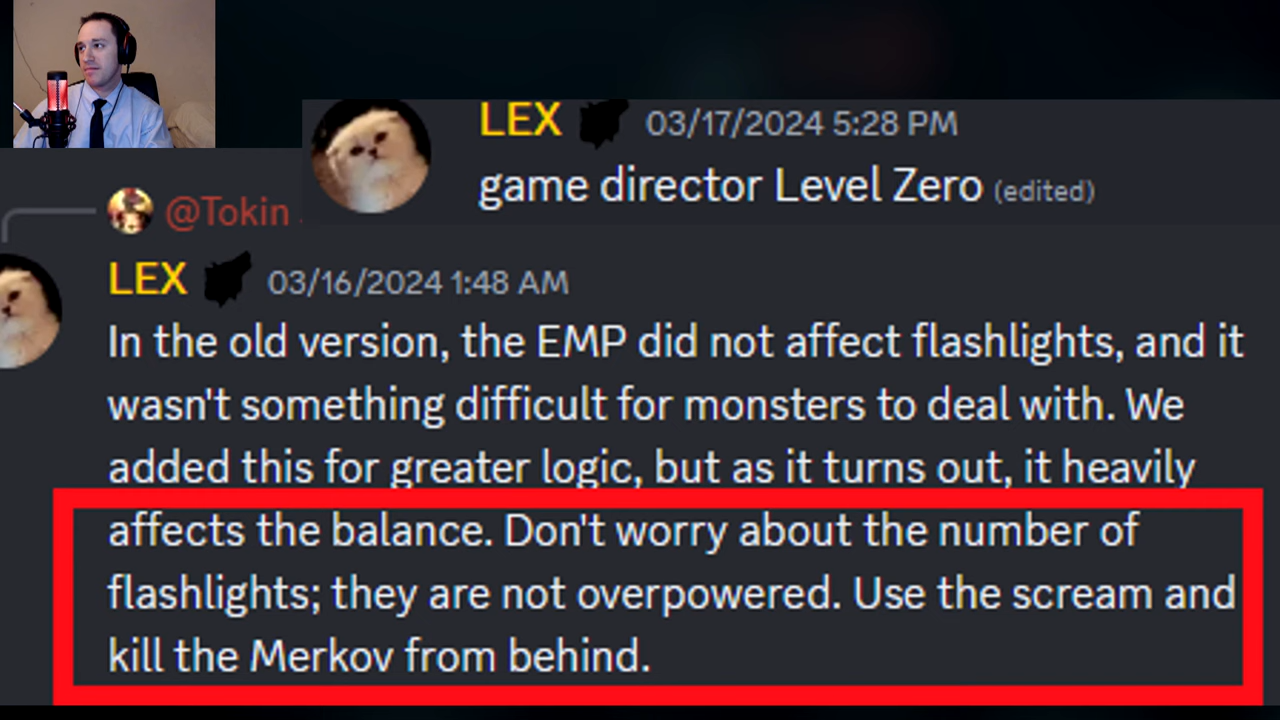 LEX 03/17/2024 5:28 PM
game director Level Zero (edited)
@Tokin
LEX 03/16/2024 1:48 AM
In the old version, the EMP did not affect flashlights, and it
wasn't something difficult for monsters to deal with. We
added this for greater logic, but as it turns out, it heavily
affects the balance. Don't worry about the number of
flashlights; they are not overpowered. Use the scream and
kill the Merkov from behind.